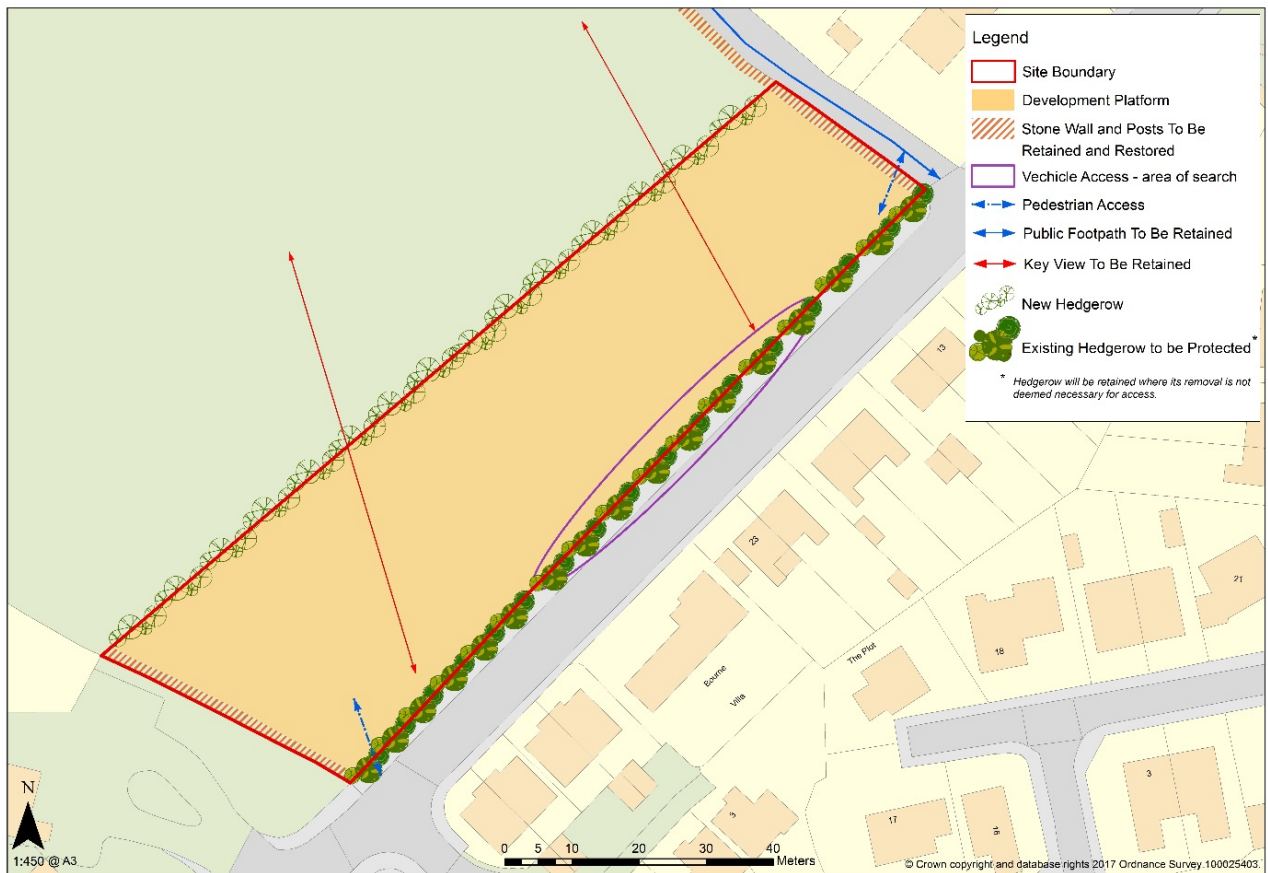 Legend
Site Boundary
Development Platform
Stone Wall and Posts To Be
Retained and Restored
Vechicle Access - area of search
Pedestrian Access
Public Footpath To Be Retained
Key View To Be Retained
New Hedgerow
Existing Hedgerow to be Protected*
* Hedgerow will be retained where its removal is not
deemed necessary for access.
13
23
Bourne
Villa
The Plot
18
21
3
3
17
16
N
1:450 @ A3
0 5 10 20 30 40
Meters
© Crown copyright and database rights 2017 Ordnance Survey.100025403.